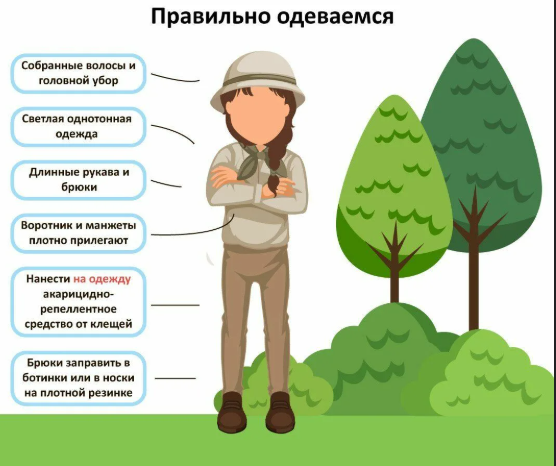 Правильно одеваемся
Собранные волосы и
головной убор
Светлая однотонная
одежда
Длинные рукава и
брюки
Воротник и манжеты
плотно прилегают
Нанести на одежду
акарицидно-
репеллентное
средство от клещей
Брюки заправить в
ботинки или в носки
на плотной резинке